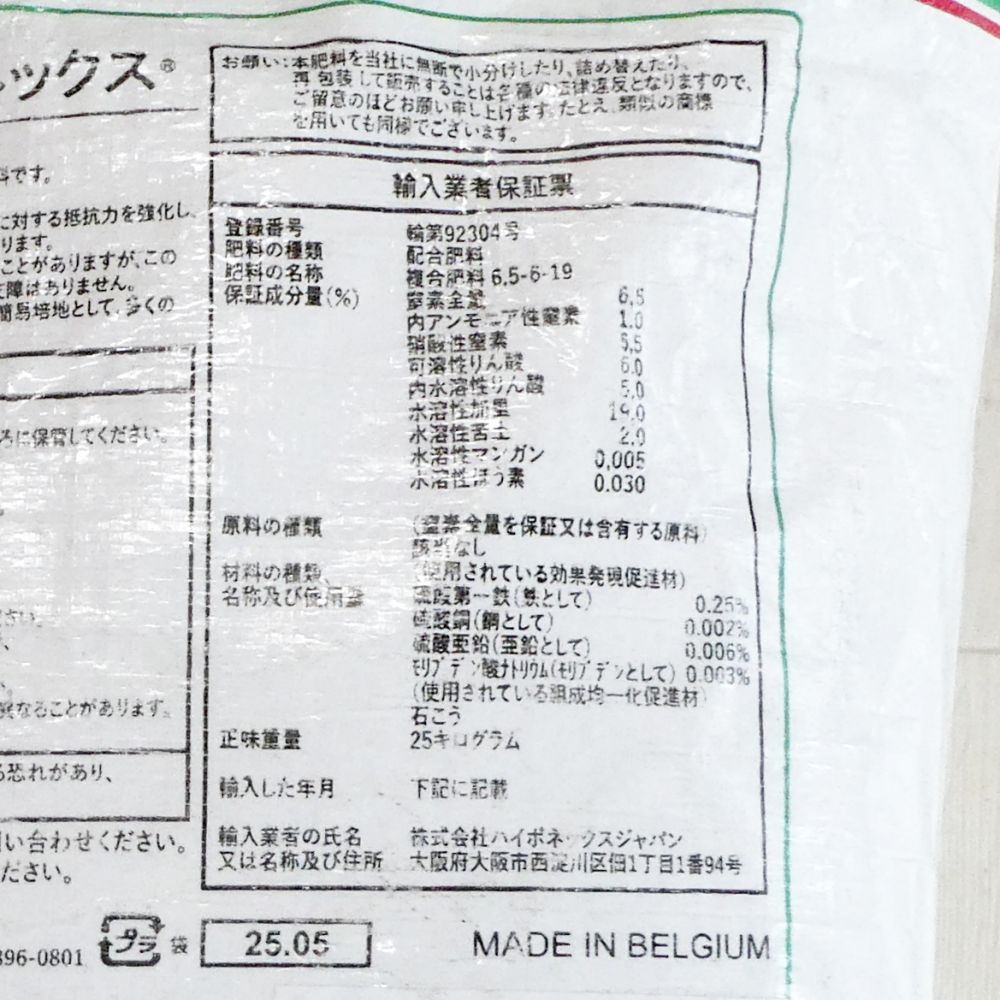 ックス®
お願い:本肥料を当社に無断で小分けしたり、詰め替えたり、
再包装して販売することは各種の法律違反となりますので、
ご留意のほどお願い申し上げます。たとえ、類似の商標
を用いても同様でございます。
料です。
に対する抵抗力を強化し、
ります。
ことがありますが、この
支障はありません。
簡易培地として、多くの
ろに保管してください。
ださい。
異なることがあります。
る恐れがあり、
い合わせください。
ださい。
輸入業者保証票
登録番号 輸第92304号
肥料の種類 配合肥料
肥料の名称 複合肥料 6.5-6-19
保証成分量(%) 窒素全量 6.5
内アンモニア性窒素 1.0
硝酸性窒素 5.5
可溶性りん酸 6.0
内水溶性りん酸 5.0
水溶性加里 19.0
水溶性苦土 2.0
水溶性マンガン 0.005
水溶性ほう素 0.030
原料の種類 (窒素全量を保証又は含有する原料)
該当なし
材料の種類、 (使用されている効果発現促進材)
名称及び使用量 硫酸第一鉄(鉄として) 0.25%
硫酸銅(銅として) 0.002%
硫酸亜鉛(亜鉛として) 0.006%
モリブデン酸ナトリウム(モリブデンとして) 0.003%
(使用されている組成均一化促進材)
石こう
正味重量 25キログラム
輸入した年月 下記に記載
輸入業者の氏名 株式会社ハイポネックスジャパン
又は名称及び住所 大阪府大阪市西淀川区佃1丁目1番94号
396-0801 プラ 袋 25.05 MADE IN BELGIUM